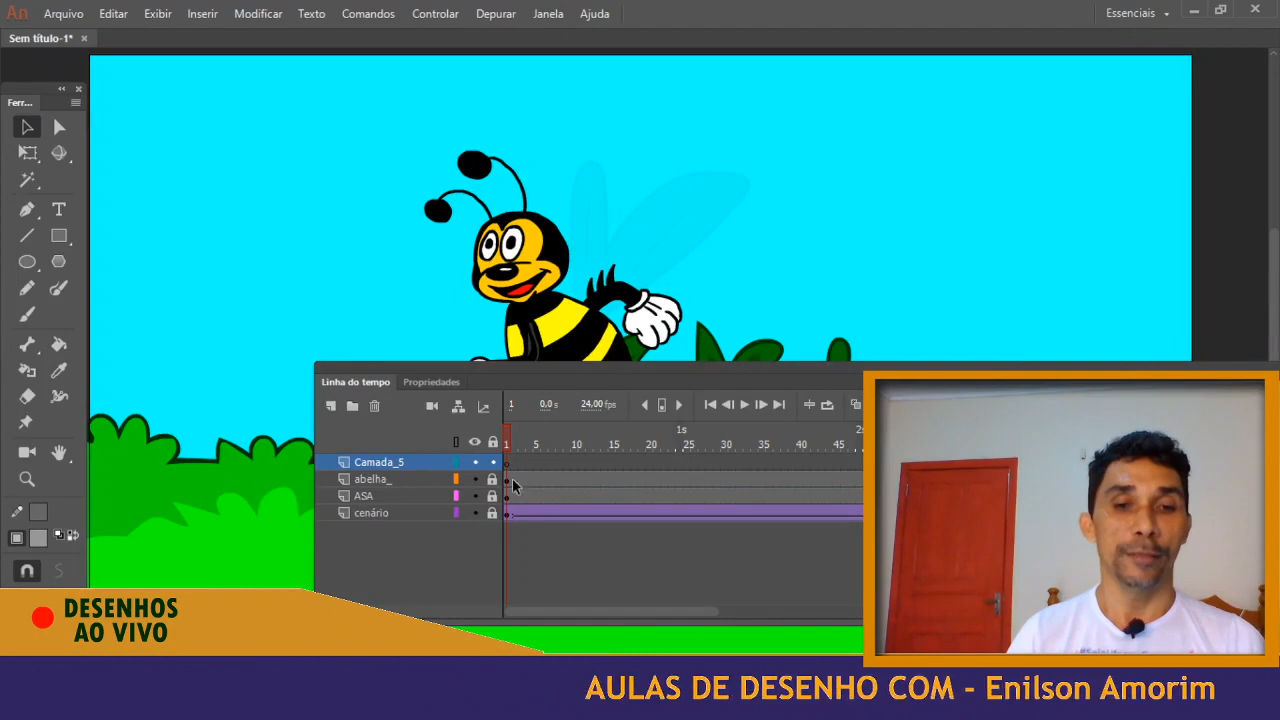 An Arquivo Editar Exibir Inserir Modificar Texto Comandos Controlar Depurar Janela Ajuda Essenciais
Sem título-1* ×
Ferr...
Linha do tempo Propriedades
1 0.0 s 24,00 fps
1s
1 5 10 15 20 25 30 35 40 45
Camada_5
abelha_
ASA
cenário
DESENHOS
AO VIVO
AULAS DE DESENHO COM - Enilson Amorim